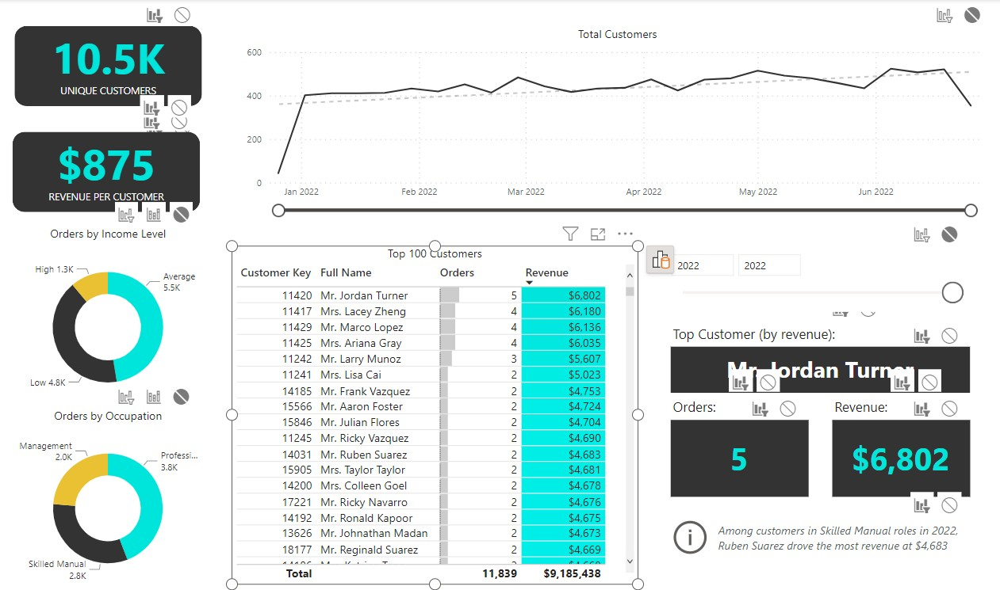 10.5K
UNIQUE CUSTOMERS
$875
REVENUE PER CUSTOMER
Orders by Income Level
High 1.3K
Average
5.5K
Low 4.8K
Orders by Occupation
Management
2.0K
Professi...
3.8K
Skilled Manual
2.8K
Total Customers
600
400
200
0
Jan 2022 Feb 2022 Mar 2022 Apr 2022 May 2022 Jun 2022
Top 100 Customers
Customer Key Full Name Orders Revenue
11420 Mr. Jordan Turner 5 $6,802
11417 Mrs. Lacey Zheng 4 $6,180
11429 Mr. Marco Lopez 4 $6,136
11425 Mrs. Ariana Gray 4 $6,035
11242 Mr. Larry Munoz 3 $5,607
11241 Mrs. Lisa Cai 2 $5,023
14185 Mr. Frank Vazquez 2 $4,753
15566 Mr. Aaron Foster 2 $4,724
15846 Mr. Julian Flores 2 $4,704
11245 Mr. Ricky Vazquez 2 $4,690
14031 Mr. Ruben Suarez 2 $4,683
15905 Mrs. Taylor Taylor 2 $4,681
14200 Mrs. Colleen Goel 2 $4,678
17221 Mr. Ricky Navarro 2 $4,676
14192 Mr. Ronald Kapoor 2 $4,675
13626 Mr. Johnathan Madan 2 $4,673
18177 Mr. Reginald Suarez 2 $4,669
Total 11,839 $9,185,438
2022 2022
Top Customer (by revenue):
Mr. Jordan Turner
Orders: Revenue:
5 $6,802
Among customers in Skilled Manual roles in 2022,
Ruben Suarez drove the most revenue at $4,683